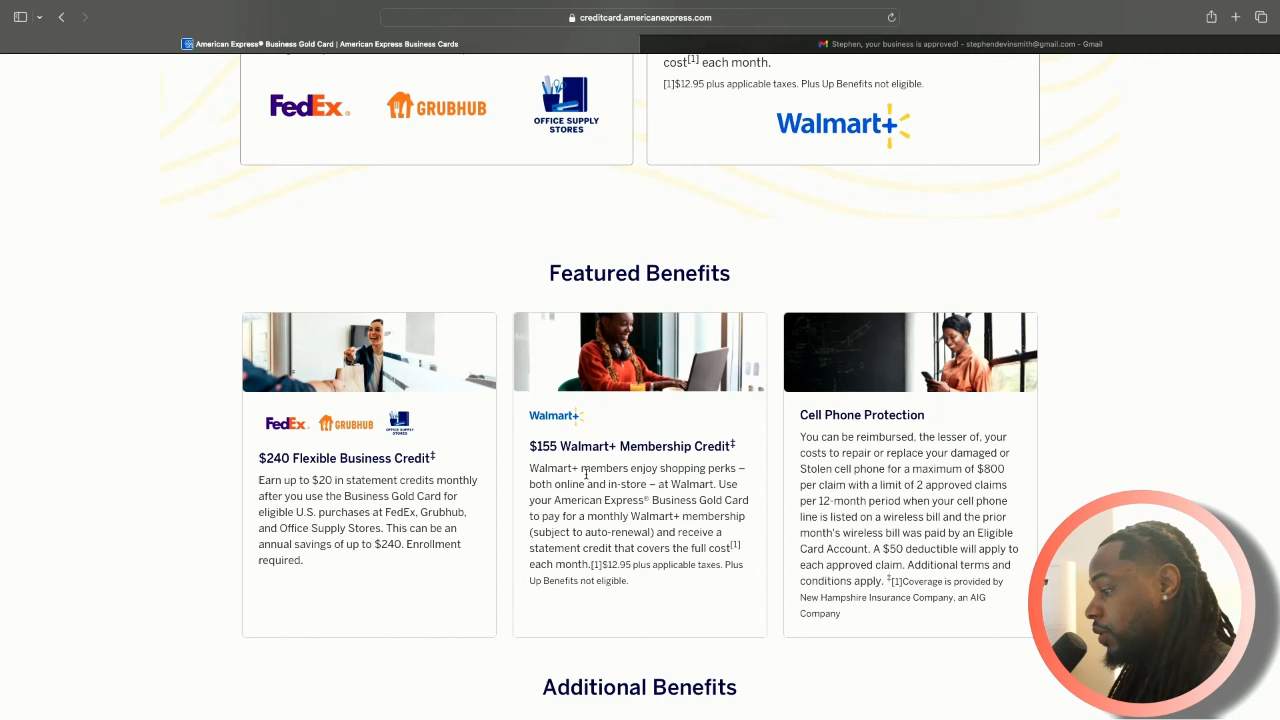 creditcard.americanexpress.com
American Express® Business Gold Card | American Express Business Cards
Stephen, your business is approved! - stephendevinsmith@gmail.com - Gmail
FedEx®
GRUBHUB
OFFICE SUPPLY
STORES
cost[1] each month.
[1]$12.95 plus applicable taxes. Plus Up Benefits not eligible.
Walmart+
Featured Benefits
FedEx®
GRUBHUB
OFFICE SUPPLY
STORES
$240 Flexible Business Credit‡
Earn up to $20 in statement credits monthly
after you use the Business Gold Card for
eligible U.S. purchases at FedEx, Grubhub,
and Office Supply Stores. This can be an
annual savings of up to $240. Enrollment
required.
Walmart+
$155 Walmart+ Membership Credit‡
Walmart+ members enjoy shopping perks –
both online and in-store – at Walmart. Use
your American Express® Business Gold Card
to pay for a monthly Walmart+ membership
(subject to auto-renewal) and receive a
statement credit that covers the full cost[1]
each month.[1]$12.95 plus applicable taxes. Plus
Up Benefits not eligible.
Cell Phone Protection
You can be reimbursed, the lesser of, your
costs to repair or replace your damaged or
Stolen cell phone for a maximum of $800
per claim with a limit of 2 approved claims
per 12-month period when your cell phone
line is listed on a wireless bill and the prior
month's wireless bill was paid by an Eligible
Card Account. A $50 deductible will apply to
each approved claim. Additional terms and
conditions apply. ‡[1]Coverage is provided by
New Hampshire Insurance Company, an AIG
Company
Additional Benefits